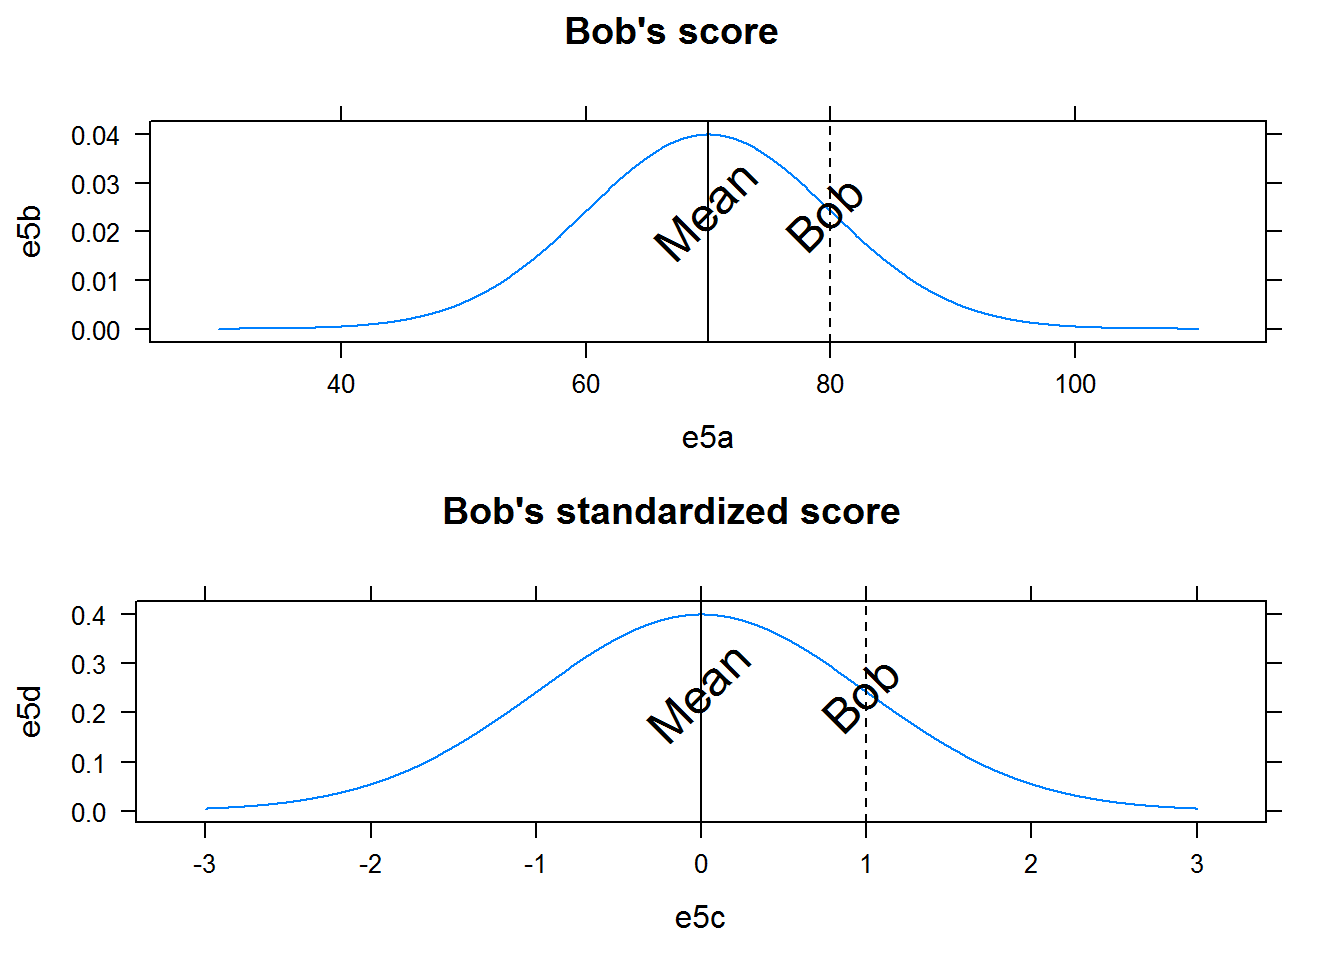 Bob's score
0.04
0.03
0.02
0.01
0.00
e5b
Mean
Bob
40 60 80 100
e5a
Bob's standardized score
0.4
0.3
0.2
0.1
0.0
e5d
Mean
Bob
-3 -2 -1 0 1 2 3
e5c